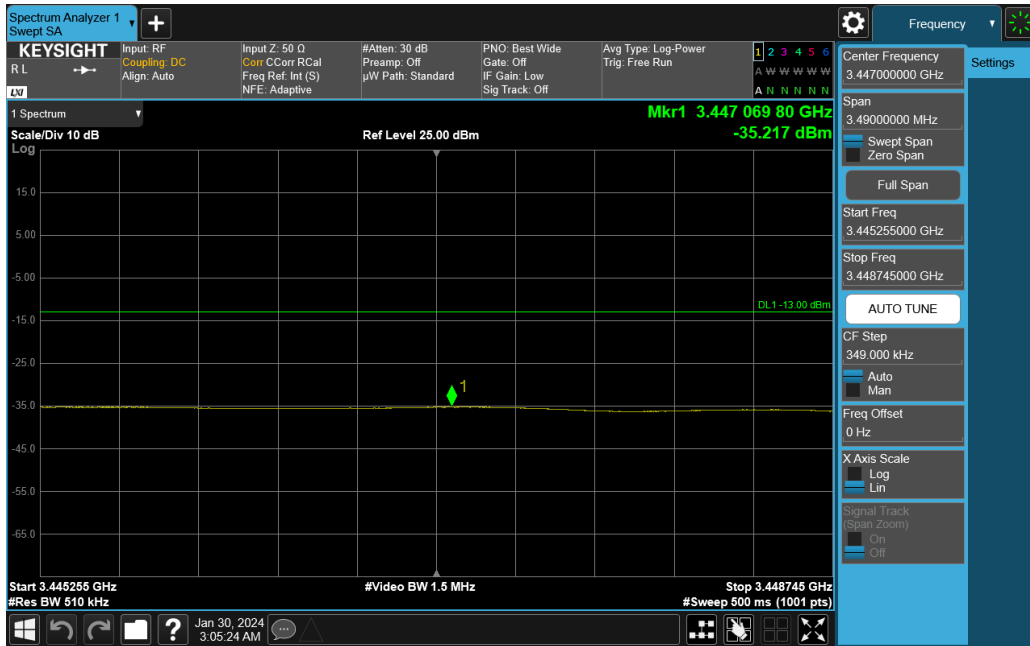 Spectrum Analyzer 1
Swept SA
Frequency
KEYSIGHT
R L
LXI
Input: RF
Coupling: DC
Align: Auto
Input Z: 50 Ω
Corr CCorr RCal
Freq Ref: Int (S)
NFE: Adaptive
#Atten: 30 dB
Preamp: Off
µW Path: Standard
PNO: Best Wide
Gate: Off
IF Gain: Low
Sig Track: Off
Avg Type: Log-Power
Trig: Free Run
1 2 3 4 5 6
A W W W W W
A N N N N N
1 Spectrum
Mkr1 3.447 069 80 GHz
-35.217 dBm
Scale/Div 10 dB
Ref Level 25.00 dBm
Log
15.0
5.00
-5.00
DL1 -13.00 dBm
-15.0
-25.0
1
-35.0
-45.0
-55.0
-65.0
Start 3.445255 GHz
#Video BW 1.5 MHz
Stop 3.448745 GHz
#Res BW 510 kHz
#Sweep 500 ms (1001 pts)
Center Frequency
3.447000000 GHz
Settings
Span
3.49000000 MHz
Swept Span
Zero Span
Full Span
Start Freq
3.445255000 GHz
Stop Freq
3.448745000 GHz
AUTO TUNE
CF Step
349.000 kHz
Auto
Man
Freq Offset
0 Hz
X Axis Scale
Log
Lin
Signal Track
(Span Zoom)
On
Off
?
Jan 30, 2024
3:05:24 AM